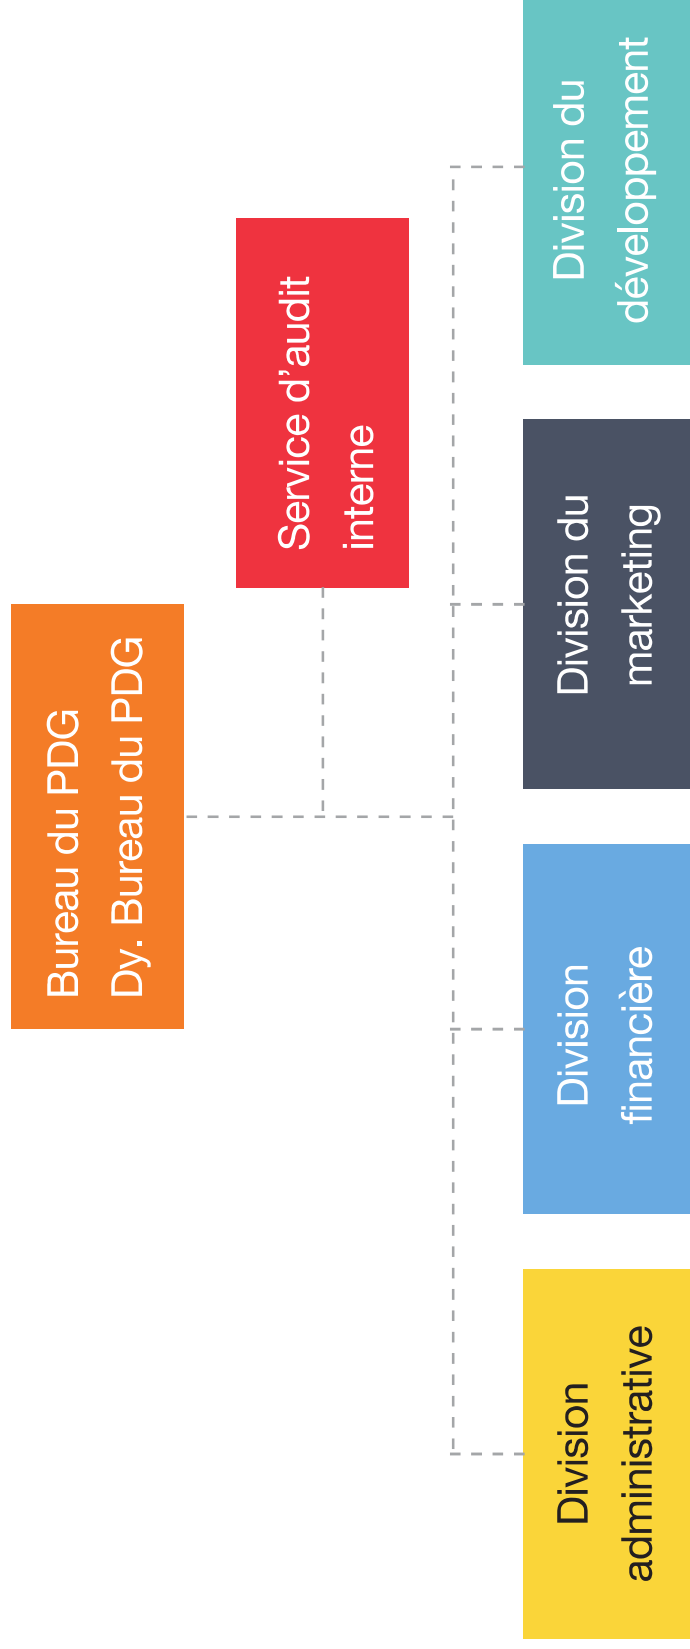 Bureau du PDG
Dy. Bureau du PDG
Service d’audit
interne
Division
administrative
Division
financière
Division du
marketing
Division du
développement